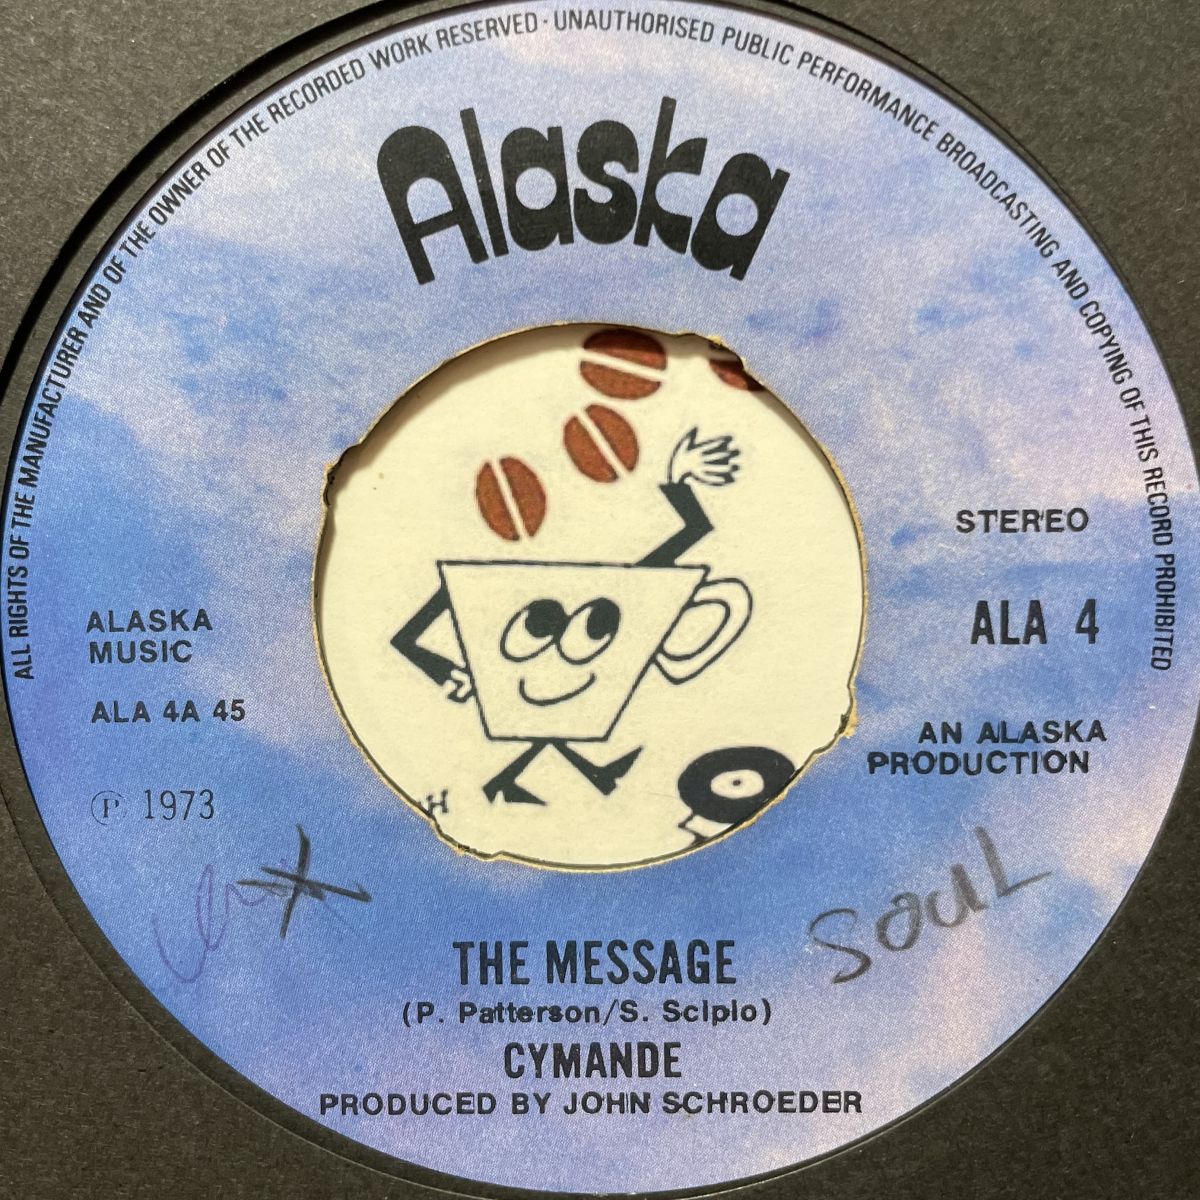 ALL RIGHTS OF THE MANUFACTURER AND OF THE OWNER OF THE RECORDED WORK RESERVED · UNAUTHORISED PUBLIC PERFORMANCE BROADCASTING AND COPYING OF THIS RECORD PROHIBITED
Alaska
STEREO
ALA 4
ALASKA
MUSIC
ALA 4A 45
AN ALASKA
PRODUCTION
℗ 1973
SOUL
THE MESSAGE
(P. Patterson/S. Scipio)
CYMANDE
PRODUCED BY JOHN SCHROEDER